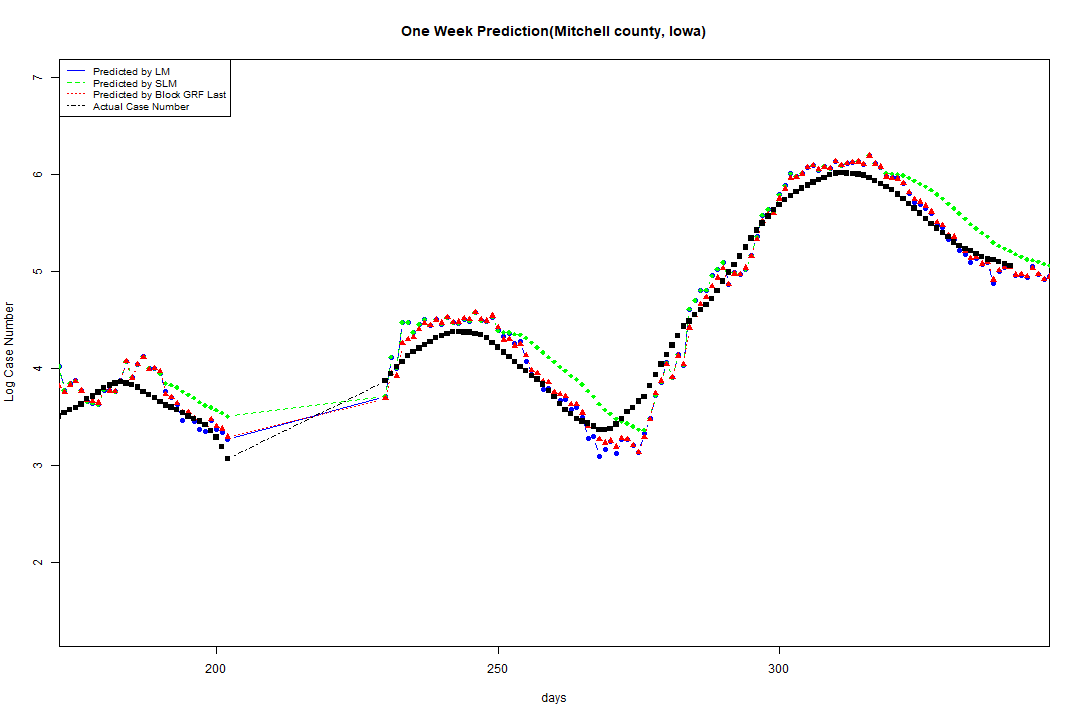 One Week Prediction(Mitchell county, Iowa)
Predicted by LM
Predicted by SLM
Predicted by Block GRF Last
Actual Case Number
7
6
5
4
3
2
Log Case Number
200 250 300
days